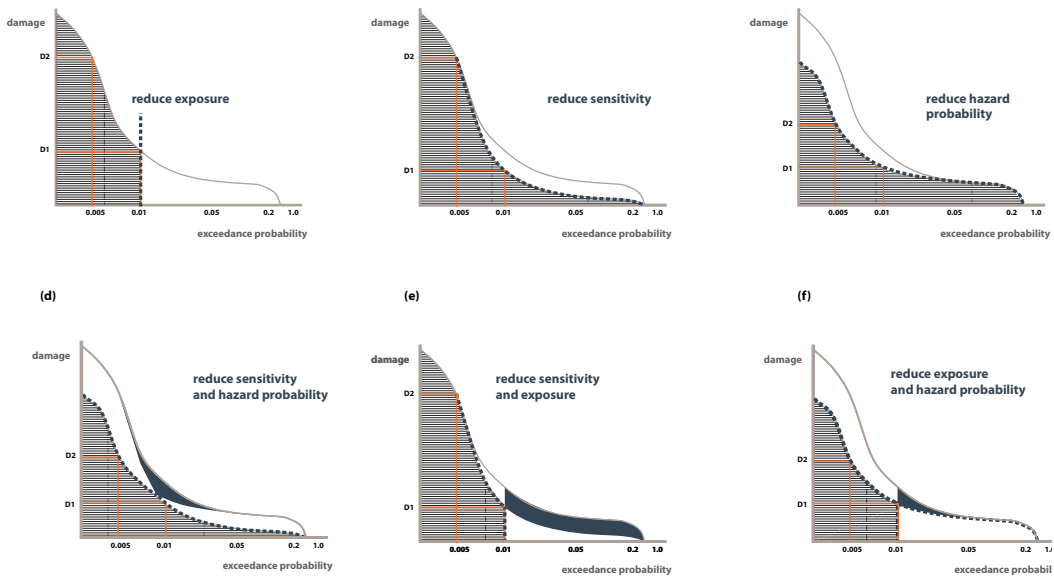 damage
D2
D1
reduce exposure
0.005
0.01
0.05
0.2
1.0
exceedance probability
damage
D2
D1
reduce sensitivity
0.005
0.01
0.05
0.2
1.0
exceedance probability
damage
D2
D1
reduce hazard
probability
0.005
0.01
0.05
0.2
1.0
exceedance probability
(d)
damage
D2
D1
reduce sensitivity
and hazard probability
0.005
0.01
0.05
0.2
1.0
exceedance probability
(e)
damage
D2
D1
reduce sensitivity
and exposure
0.005
0.01
0.05
0.2
1.0
exceedance probability
(f)
damage
D2
D1
reduce exposure
and hazard probability
0.005
0.01
0.05
0.2
1.0
exceedance probabil